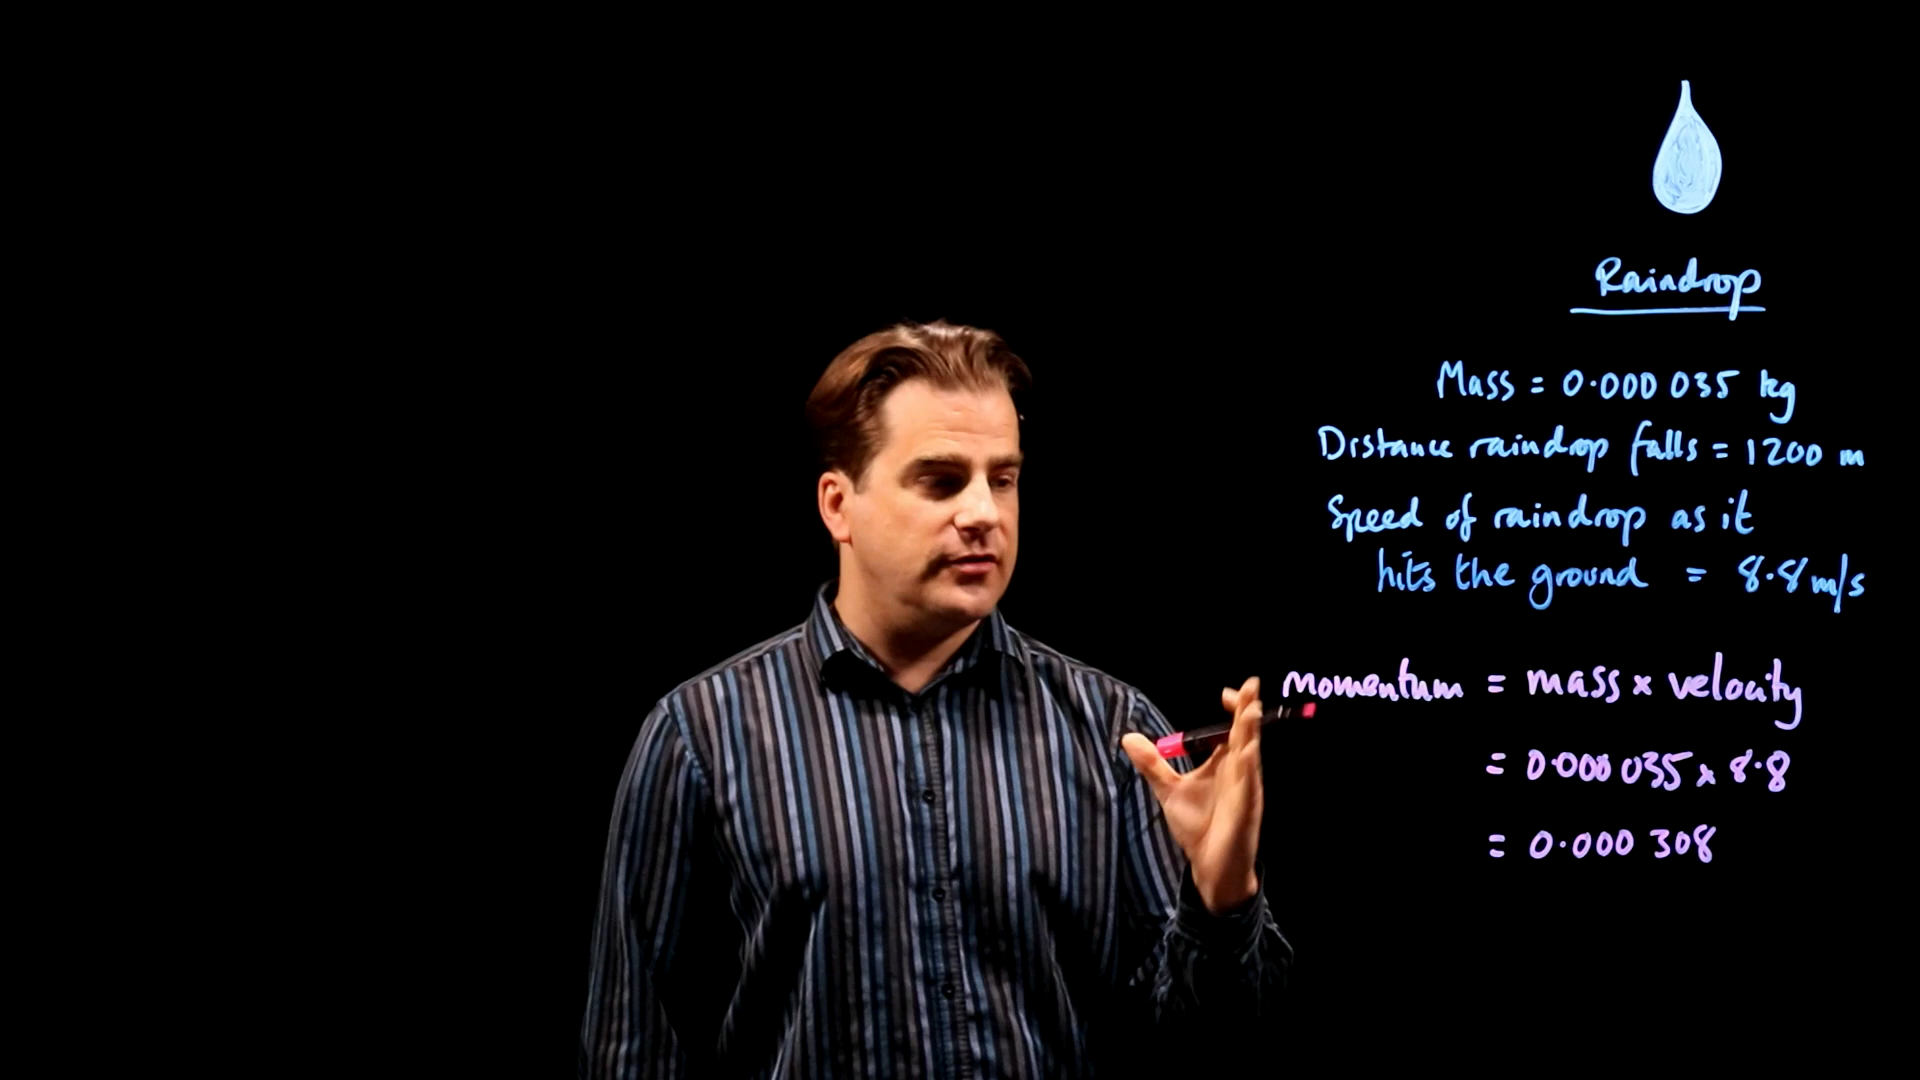 Raindrop
Mass = 0.000 035 kg
Distance raindrop falls = 1200 m
Speed of raindrop as it
hits the ground = 8.8 m/s
momentum = mass x velocity
= 0.000 035 x 8.8
= 0.000 308